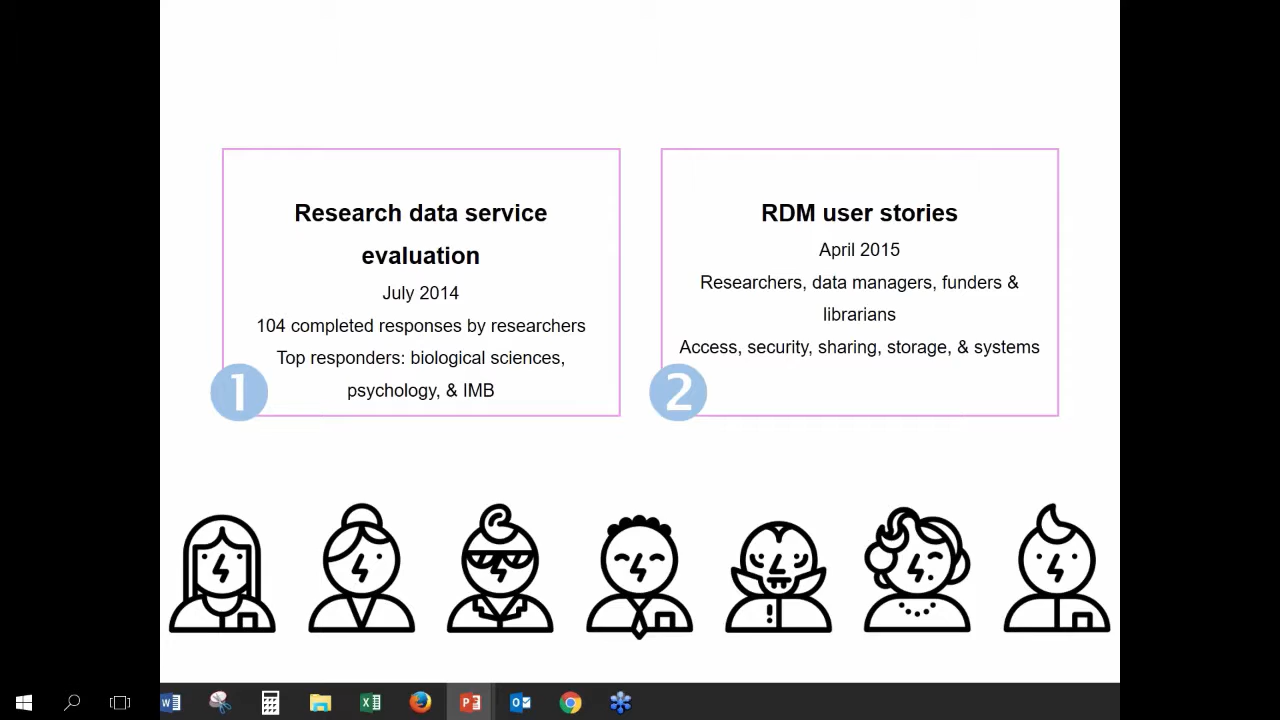 Research data service
evaluation
July 2014
104 completed responses by researchers
Top responders: biological sciences,
psychology, & IMB
1
RDM user stories
April 2015
Researchers, data managers, funders &
librarians
Access, security, sharing, storage, & systems
2